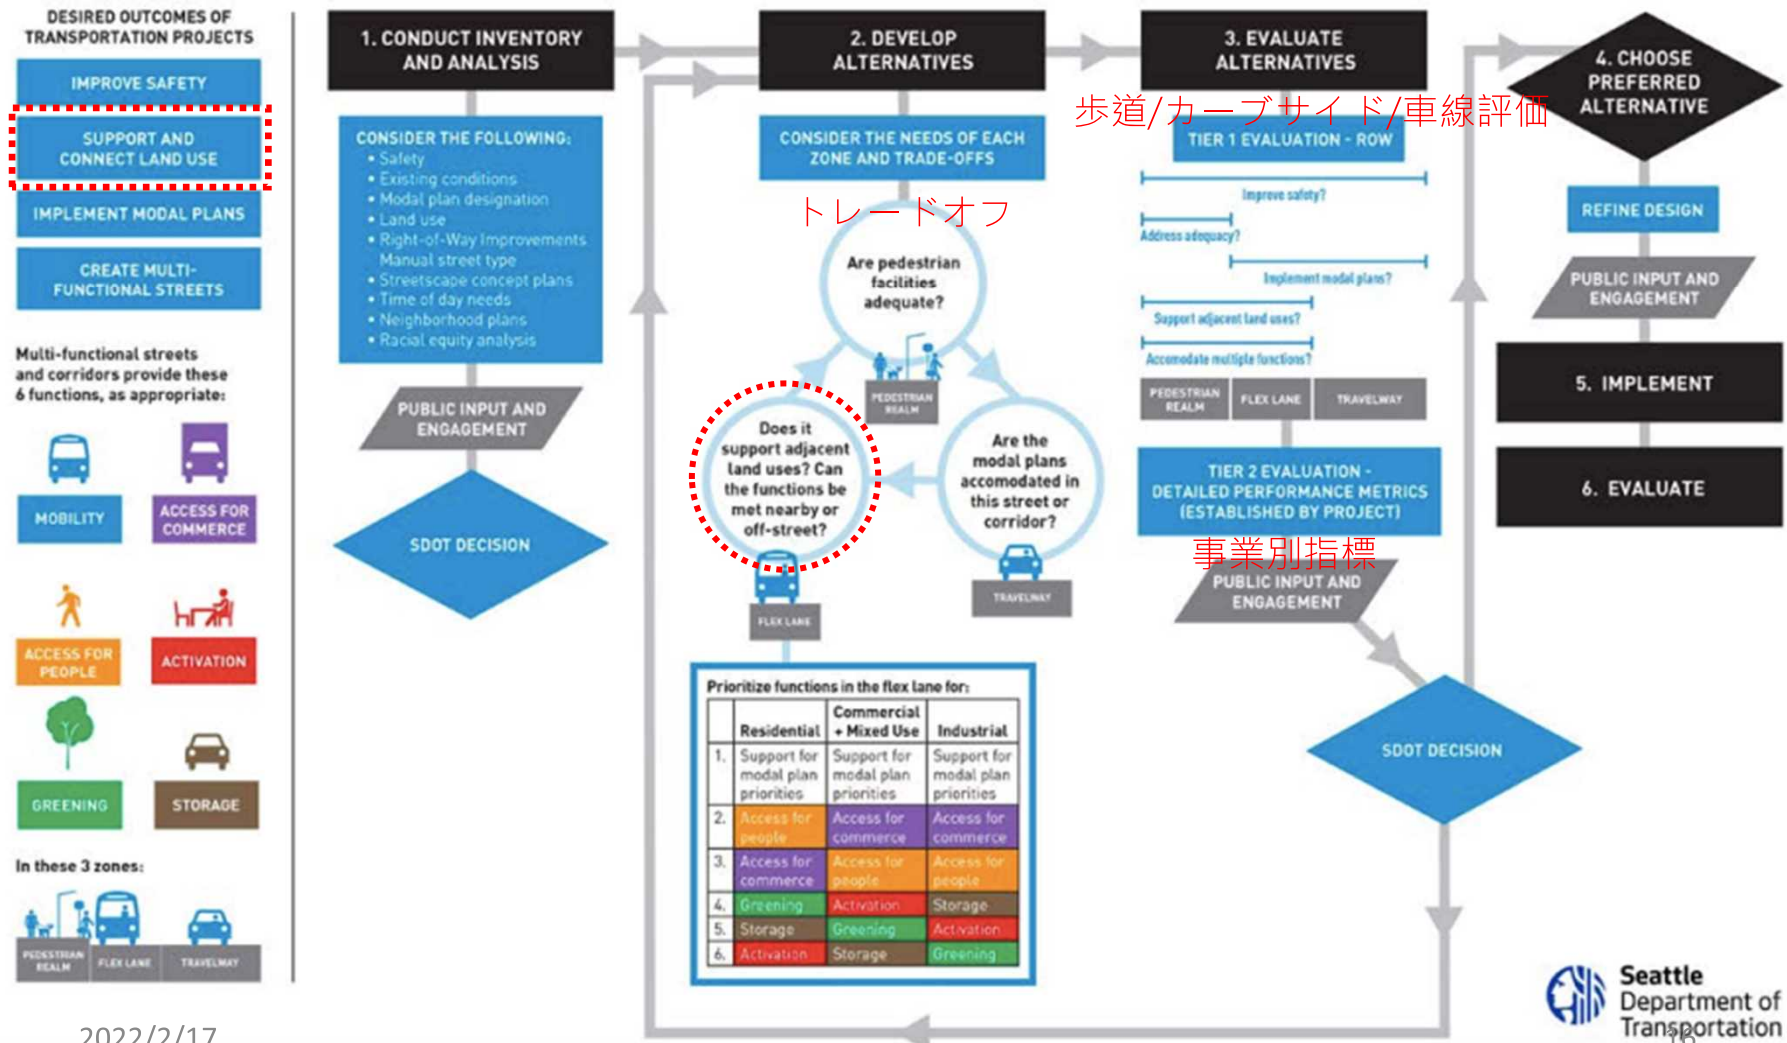 DESIRED OUTCOMES OF
TRANSPORTATION PROJECTS
IMPROVE SAFETY
SUPPORT AND
CONNECT LAND USE
IMPLEMENT MODAL PLANS
CREATE MULTI-
FUNCTIONAL STREETS
Multi-functional streets
and corridors provide these
6 functions, as appropriate:
MOBILITY
ACCESS FOR
COMMERCE
ACCESS FOR
PEOPLE
ACTIVATION
GREENING
STORAGE
In these 3 zones:
PEDESTRIAN
REALM
FLEX LANE
TRAVELWAY
2022/2/17
1. CONDUCT INVENTORY
AND ANALYSIS
CONSIDER THE FOLLOWING:
• Safety
• Existing conditions
• Modal plan designation
• Land use
• Right-of-Way Improvements
Manual street type
• Streetscape concept plans
• Time of day needs
• Neighborhood plans
• Racial equity analysis
PUBLIC INPUT AND
ENGAGEMENT
SDOT DECISION
2. DEVELOP
ALTERNATIVES
CONSIDER THE NEEDS OF EACH
ZONE AND TRADE-OFFS
トレードオフ
Are pedestrian
facilities
adequate?
PEDESTRIAN
REALM
Does it
support adjacent
land uses? Can
the functions be
met nearby or
off-street?
FLEX LANE
Are the
modal plans
accomodated in
this street or
corridor?
TRAVELWAY
Prioritize functions in the flex lane for:
Residential
Commercial
+ Mixed Use
Industrial
1.
Support for
modal plan
priorities
Support for
modal plan
priorities
Support for
modal plan
priorities
2.
Access for
people
Access for
commerce
Access for
commerce
3.
Access for
commerce
Access for
people
Access for
people
4.
Greening
Activation
Storage
5.
Storage
Greening
Activation
6.
Activation
Storage
Greening
3. EVALUATE
ALTERNATIVES
歩道/カーブサイド/車線評価
TIER 1 EVALUATION - ROW
Improve safety?
Address adequacy?
Implement modal plans?
Support adjacent land uses?
Accomodate multiple functions?
PEDESTRIAN
REALM
FLEX LANE
TRAVELWAY
TIER 2 EVALUATION -
DETAILED PERFORMANCE METRICS
(ESTABLISHED BY PROJECT)
事業別指標
PUBLIC INPUT AND
ENGAGEMENT
SDOT DECISION
4. CHOOSE
PREFERRED
ALTERNATIVE
REFINE DESIGN
PUBLIC INPUT AND
ENGAGEMENT
5. IMPLEMENT
6. EVALUATE
Seattle
Department of
Transportation
16